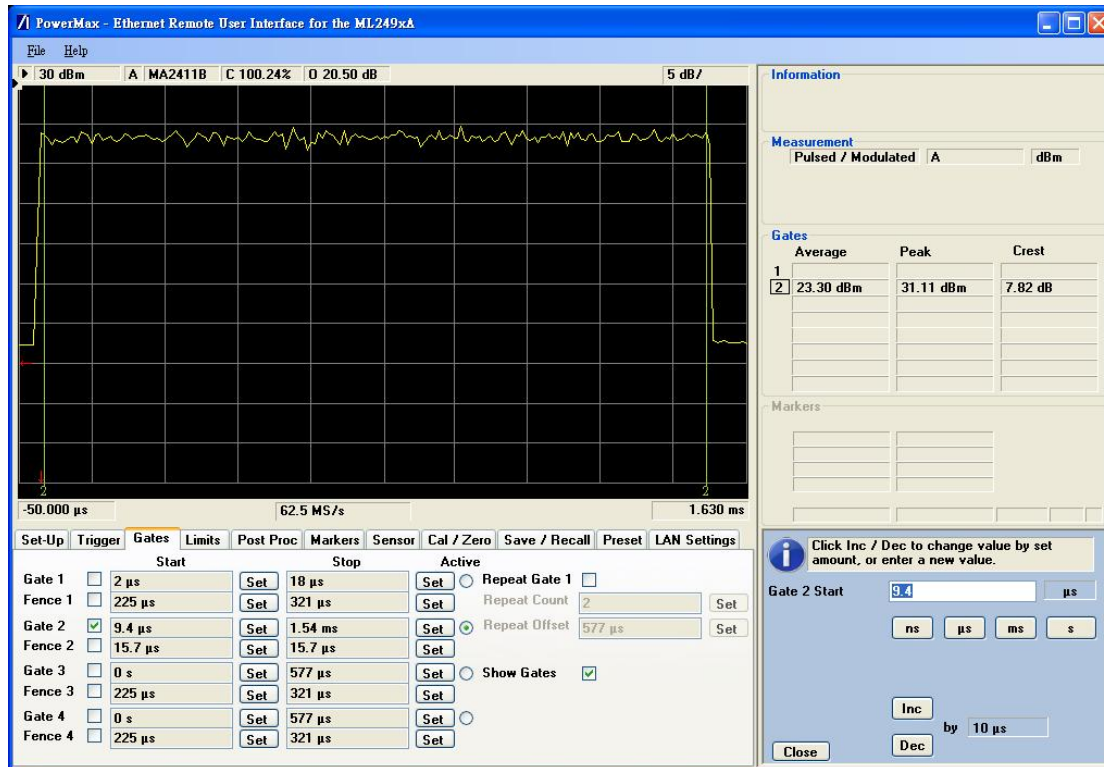 PowerMax - Ethernet Remote User Interface for the ML249xA
File Help
30 dBm A MA2411B C 100.24% O 20.50 dB 5 dB/
2 2
-50.000 µs 62.5 MS/s 1.630 ms
Information
Measurement
Pulsed / Modulated A dBm
Gates
Average Peak Crest
1
2 23.30 dBm 31.11 dBm 7.82 dB
Markers
Set-Up Trigger Gates Limits Post Proc Markers Sensor Cal / Zero Save / Recall Preset LAN Settings
Start Stop Active
Gate 1 2 µs Set 18 µs Set Repeat Gate 1
Fence 1 225 µs Set 321 µs Set Repeat Count 2 Set
Gate 2 9.4 µs Set 1.54 ms Set Repeat Offset 577 µs Set
Fence 2 15.7 µs Set 15.7 µs Set
Gate 3 0 s Set 577 µs Set Show Gates
Fence 3 225 µs Set 321 µs Set
Gate 4 0 s Set 577 µs Set
Fence 4 225 µs Set 321 µs Set
Click Inc / Dec to change value by set
amount, or enter a new value.
Gate 2 Start 9.4 µs
ns µs ms s
Inc
by 10 µs
Dec
Close